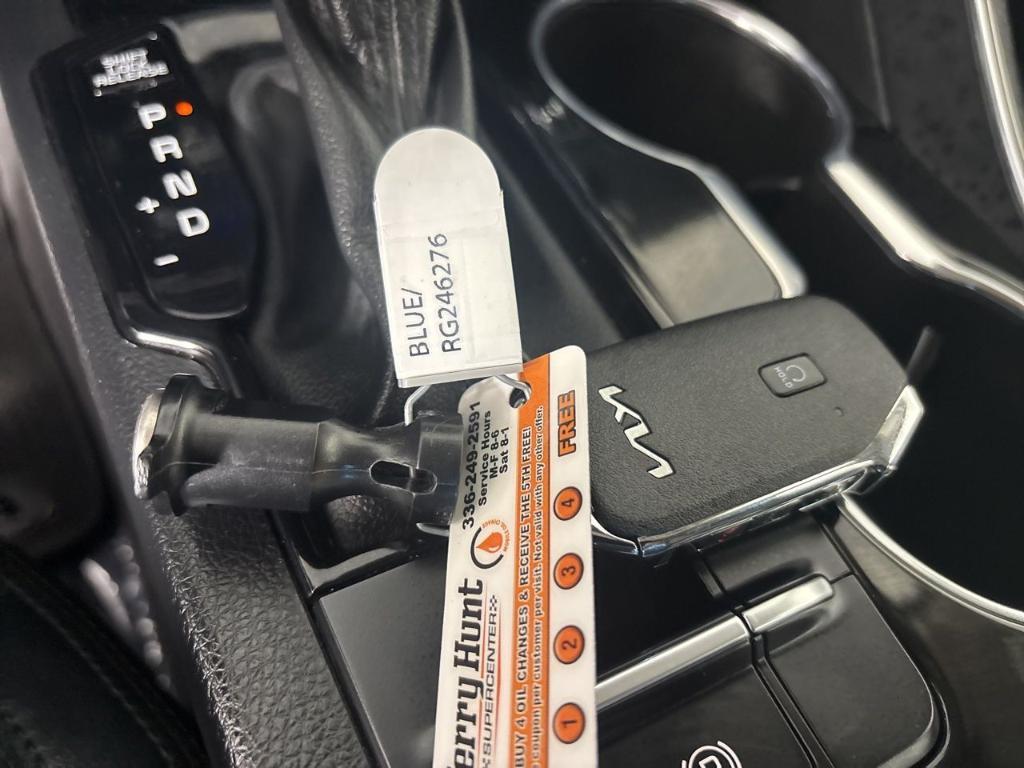 SHIFT
LOCK
RELEASE
P
R
N
D
+
-
BLUE/
RG246276
KIA
HOLD
336-249-2591
Service Hours
M-F 8-6
Sat 8-1
erry Hunt
SUPERCENTER
BUY 4 OIL CHANGES & RECEIVE THE 5TH FREE!
coupon per customer per visit. Not valid with any other offer.
1
2
3
4
FREE